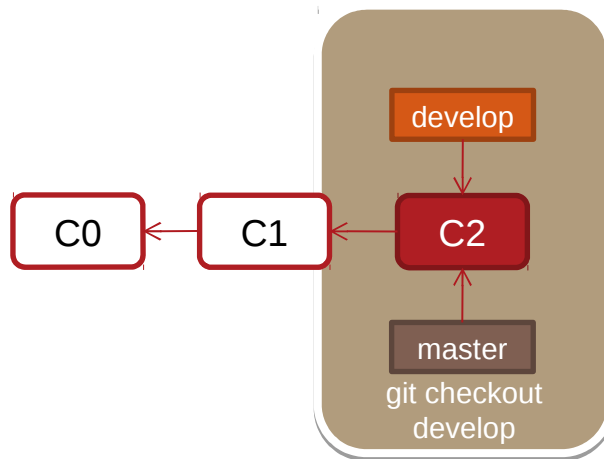 develop
C0
C1
C2
master
git checkout
develop